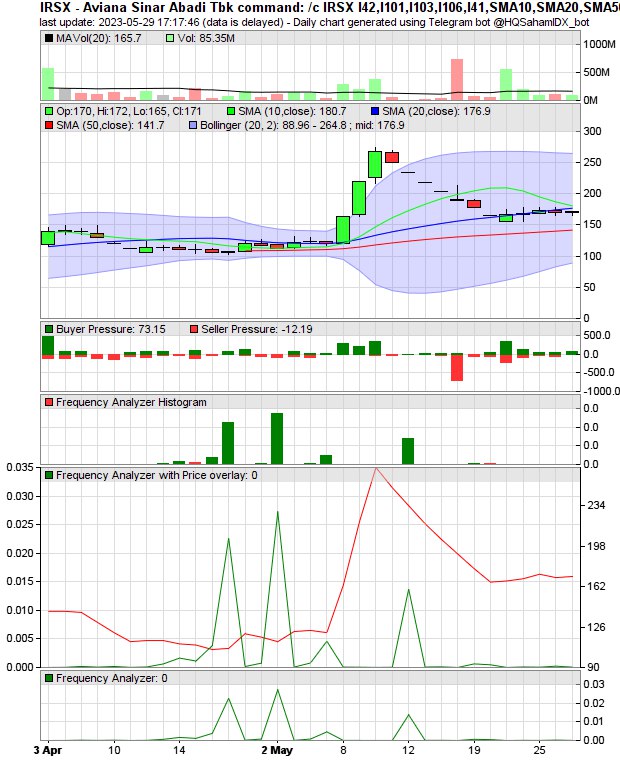 IRSX - Aviana Sinar Abadi Tbk command: /c IRSX I42,I101,I103,I106,I41,SMA10,SMA20,SMA50
last update: 2023-05-29 17:17:46 (data is delayed) - Daily chart generated using Telegram bot @HQSahamIDX_bot
MAVol(20): 165.7 Vol: 85.35M
1000M
500M
0M
Op:170, Hi:172, Lo:165, Cl:171 SMA (10,close): 180.7 SMA (20,close): 176.9
SMA (50,close): 141.7 Bollinger (20, 2): 88.96 - 264.8 ; mid: 176.9
300
250
200
150
100
50
0
Buyer Pressure: 73.15 Seller Pressure: -12.19
500.0
0.0
-500.0
-1000.0
Frequency Analyzer Histogram
0.0
0.0
0.0
0.0
Frequency Analyzer with Price overlay: 0
0.035
0.030
0.025
0.020
0.015
0.010
0.005
0.000
234
198
162
126
90
Frequency Analyzer: 0
0.03
0.02
0.01
0.00
3 Apr 10 14 2 May 8 12 19 25